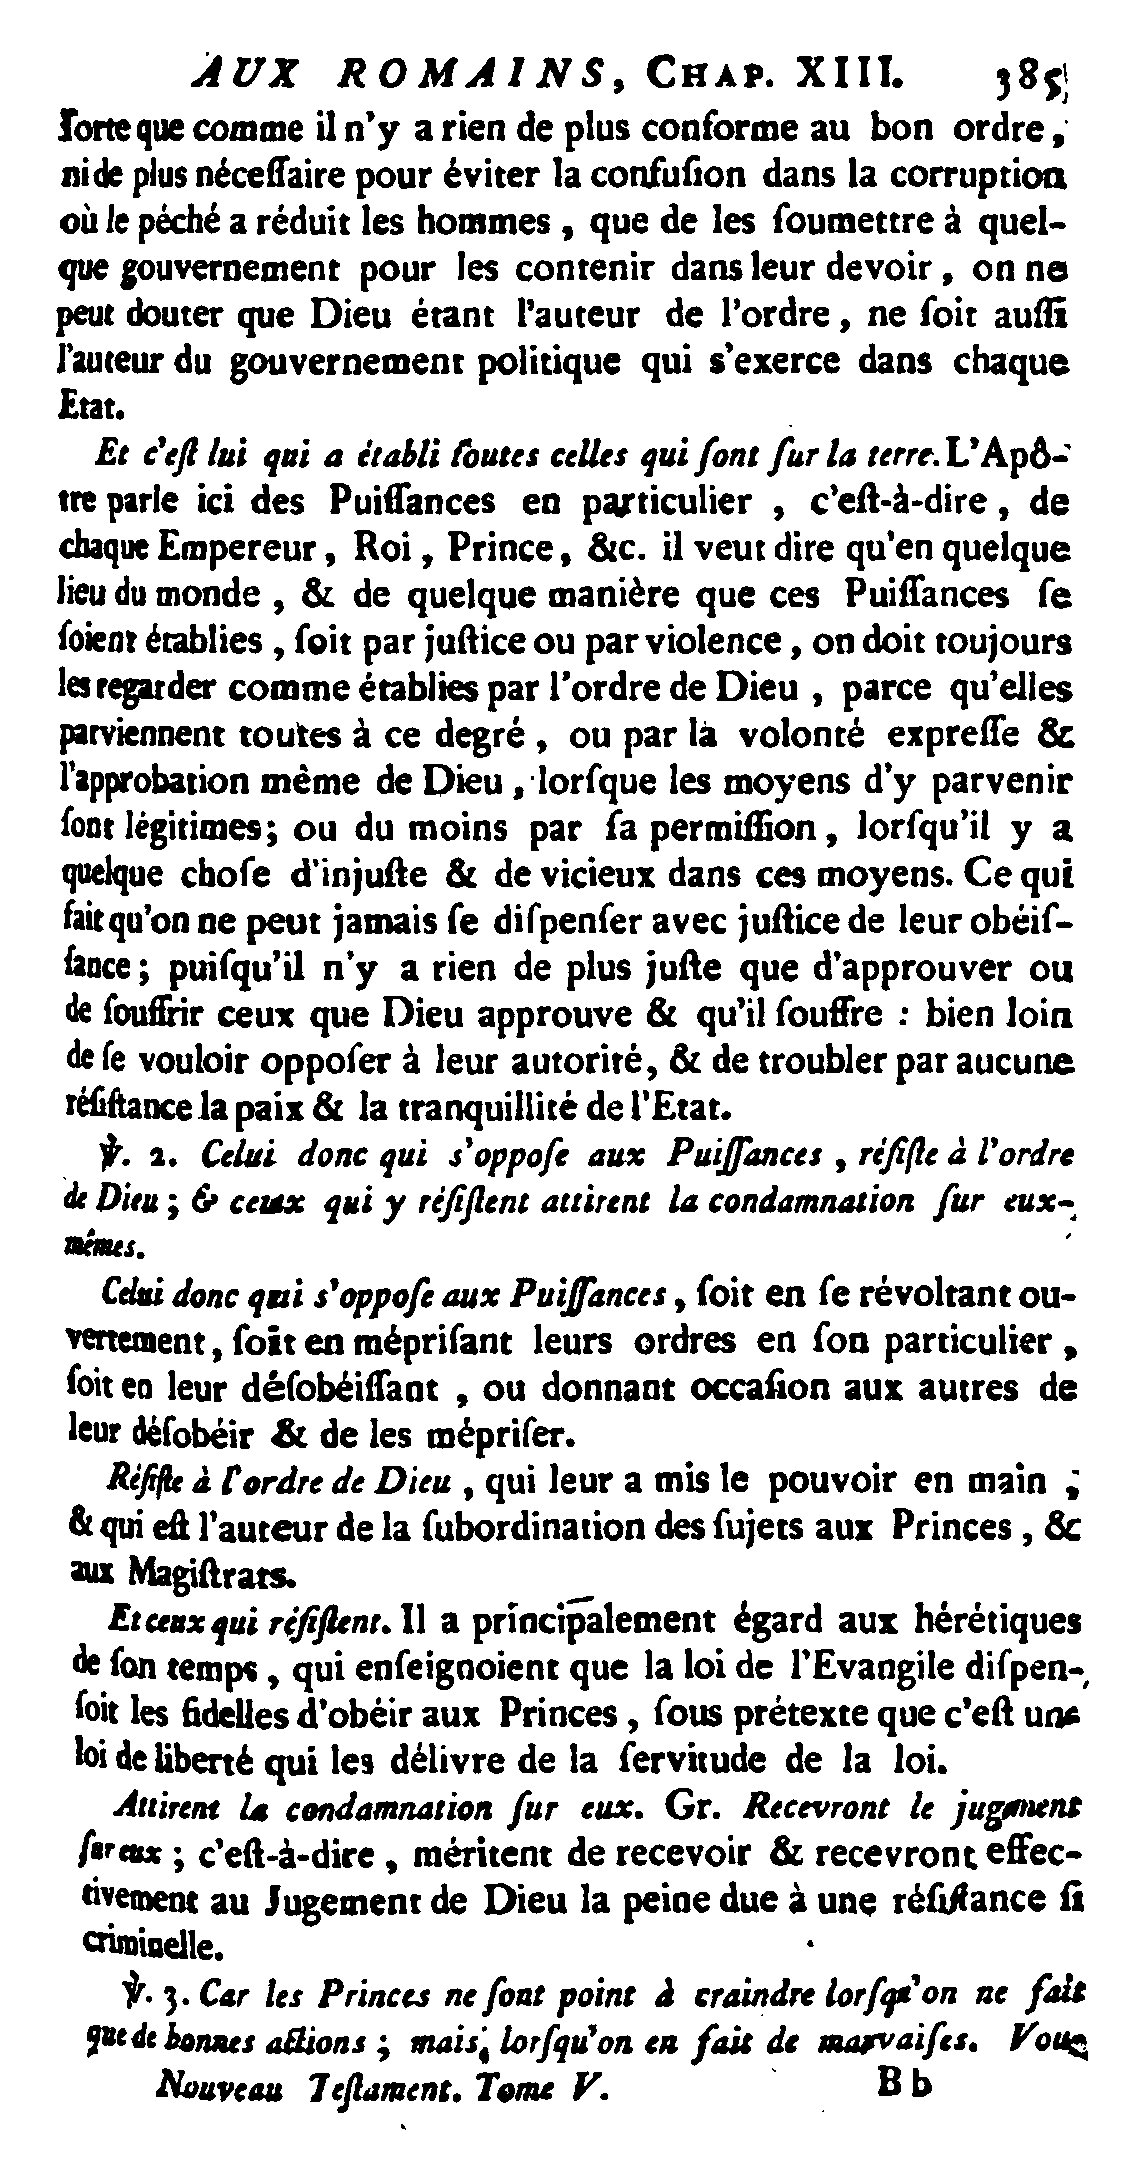 AUX ROMAINS, CHAP. XIII. 385
ſorte que comme il n'y a rien de plus conforme au bon ordre,
ni de plus néceſſaire pour éviter la confuſion dans la corruption
où le péché a réduit les hommes, que de les ſoumettre à quel-
que gouvernement pour les contenir dans leur devoir, on ne
peut douter que Dieu étant l'auteur de l'ordre, ne ſoit auſſi
l'auteur du gouvernement politique qui s'exerce dans chaque
Etat.
Et c'eſt lui qui a établi toutes celles qui ſont ſur la terre. L'Apô-
tre parle ici des Puiſſances en particulier, c'eſt-à-dire, de
chaque Empereur, Roi, Prince, &c. il veut dire qu'en quelque
lieu du monde, & de quelque manière que ces Puiſſances ſe
ſoient établies, ſoit par juſtice ou par violence, on doit toujours
les regarder comme établies par l'ordre de Dieu, parce qu'elles
parviennent toutes à ce degré, ou par la volonté expreſſe &
l'approbation même de Dieu, lorſque les moyens d'y parvenir
ſont légitimes; ou du moins par ſa permiſſion, lorſqu'il y a
quelque choſe d'injuſte & de vicieux dans ces moyens. Ce qui
fait qu'on ne peut jamais ſe diſpenſer avec juſtice de leur obéiſ-
ſance; puiſqu'il n'y a rien de plus juſte que d'approuver ou
de ſouffrir ceux que Dieu approuve & qu'il ſouffre : bien loin
de ſe vouloir oppoſer à leur autorité, & de troubler par aucune
réſiſtance la paix & la tranquillité de l'Etat.
℣. 2. Celui donc qui s'oppoſe aux Puiſſances, réſiſte à l'ordre
de Dieu; & ceux qui y réſiſtent attirent la condamnation ſur eux-
mêmes.
Celui donc qui s'oppoſe aux Puiſſances, ſoit en ſe révoltant ou-
vertement, ſoit en mépriſant leurs ordres en ſon particulier,
ſoit en leur déſobéiſſant, ou donnant occaſion aux autres de
leur déſobéir & de les mépriſer.
Réſiſte à l'ordre de Dieu, qui leur a mis le pouvoir en main;
& qui eſt l'auteur de la ſubordination des ſujets aux Princes, &
aux Magiſtrats.
Et ceux qui réſiſtent. Il a principalement égard aux hérétiques
de ſon temps, qui enſeignoient que la loi de l'Evangile diſpen-
ſoit les fidelles d'obéir aux Princes, ſous prétexte que c'eſt une
loi de liberté qui les délivre de la ſervitude de la loi.
Attirent la condamnation ſur eux. Gr. Recevront le jugement
ſur eux; c'eſt-à-dire, méritent de recevoir & recevront effec-
tivement au Jugement de Dieu la peine due à une réſiſtance ſi
criminelle.
℣. 3. Car les Princes ne ſont point à craindre lorſqu'on ne fait
que de bonnes actions; mais lorſqu'on en fait de mauvaiſes. Vous
Nouveau Teſtament. Tome V. B b